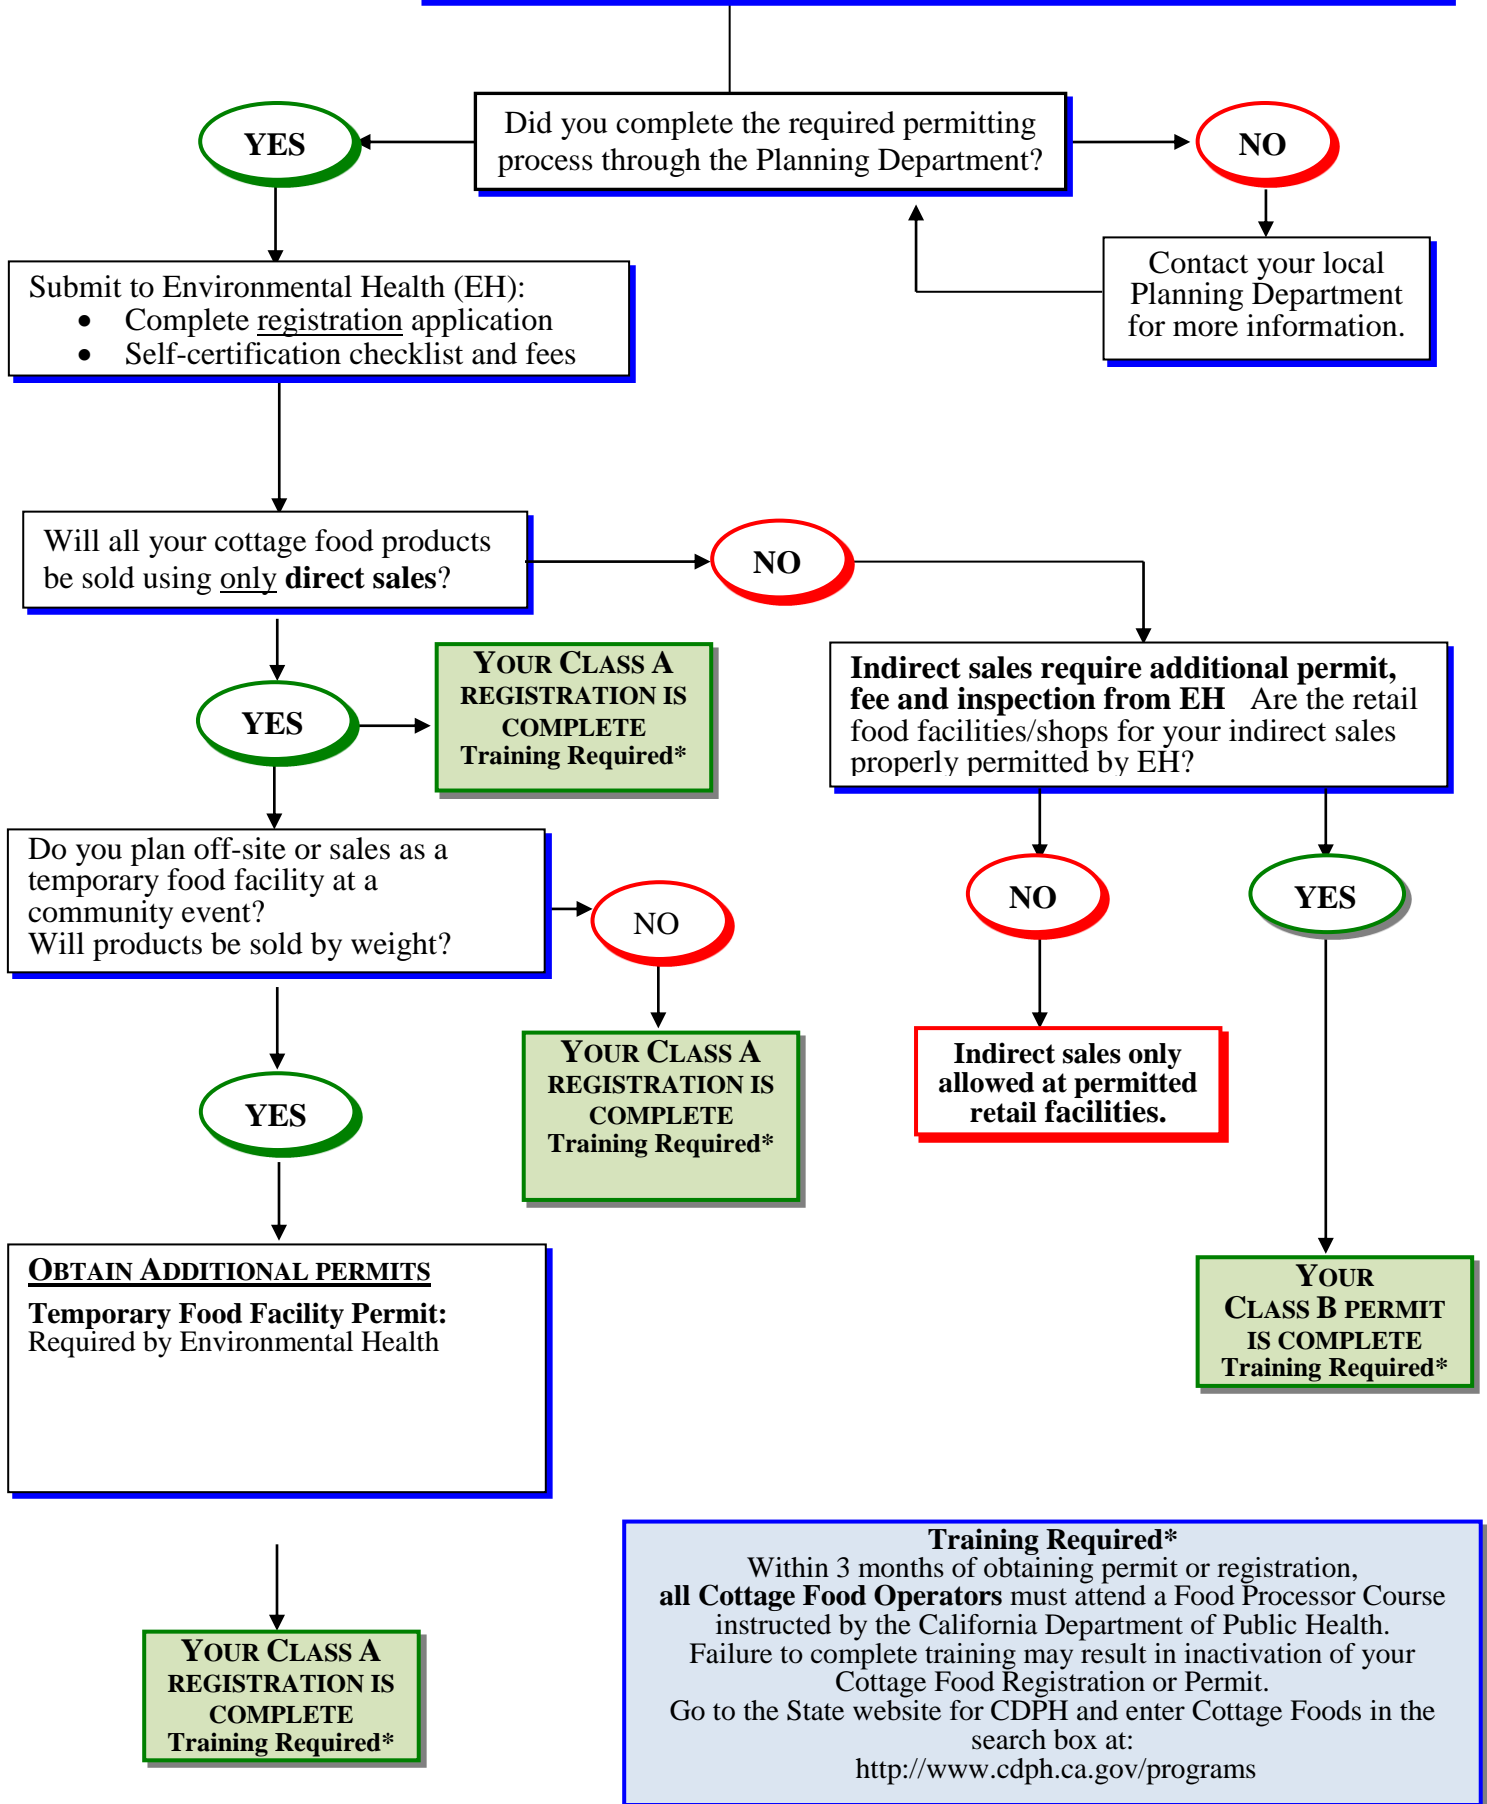 Did you complete the required permitting
process through the Planning Department?
YES
NO
Contact your local
Planning Department
for more information.
Submit to Environmental Health (EH):
• Complete registration application
• Self-certification checklist and fees
Will all your cottage food products
be sold using only direct sales?
NO
YES
YOUR CLASS A
REGISTRATION IS
COMPLETE
Training Required*
Indirect sales require additional permit,
fee and inspection from EH Are the retail
food facilities/shops for your indirect sales
properly permitted by EH?
Do you plan off-site or sales as a
temporary food facility at a
community event?
Will products be sold by weight?
NO
NO
YES
YOUR CLASS A
REGISTRATION IS
COMPLETE
Training Required*
Indirect sales only
allowed at permitted
retail facilities.
YES
OBTAIN ADDITIONAL PERMITS
Temporary Food Facility Permit:
Required by Environmental Health
YOUR
CLASS B PERMIT
IS COMPLETE
Training Required*
YOUR CLASS A
REGISTRATION IS
COMPLETE
Training Required*
Training Required*
Within 3 months of obtaining permit or registration,
all Cottage Food Operators must attend a Food Processor Course
instructed by the California Department of Public Health.
Failure to complete training may result in inactivation of your
Cottage Food Registration or Permit.
Go to the State website for CDPH and enter Cottage Foods in the
search box at:
http://www.cdph.ca.gov/programs